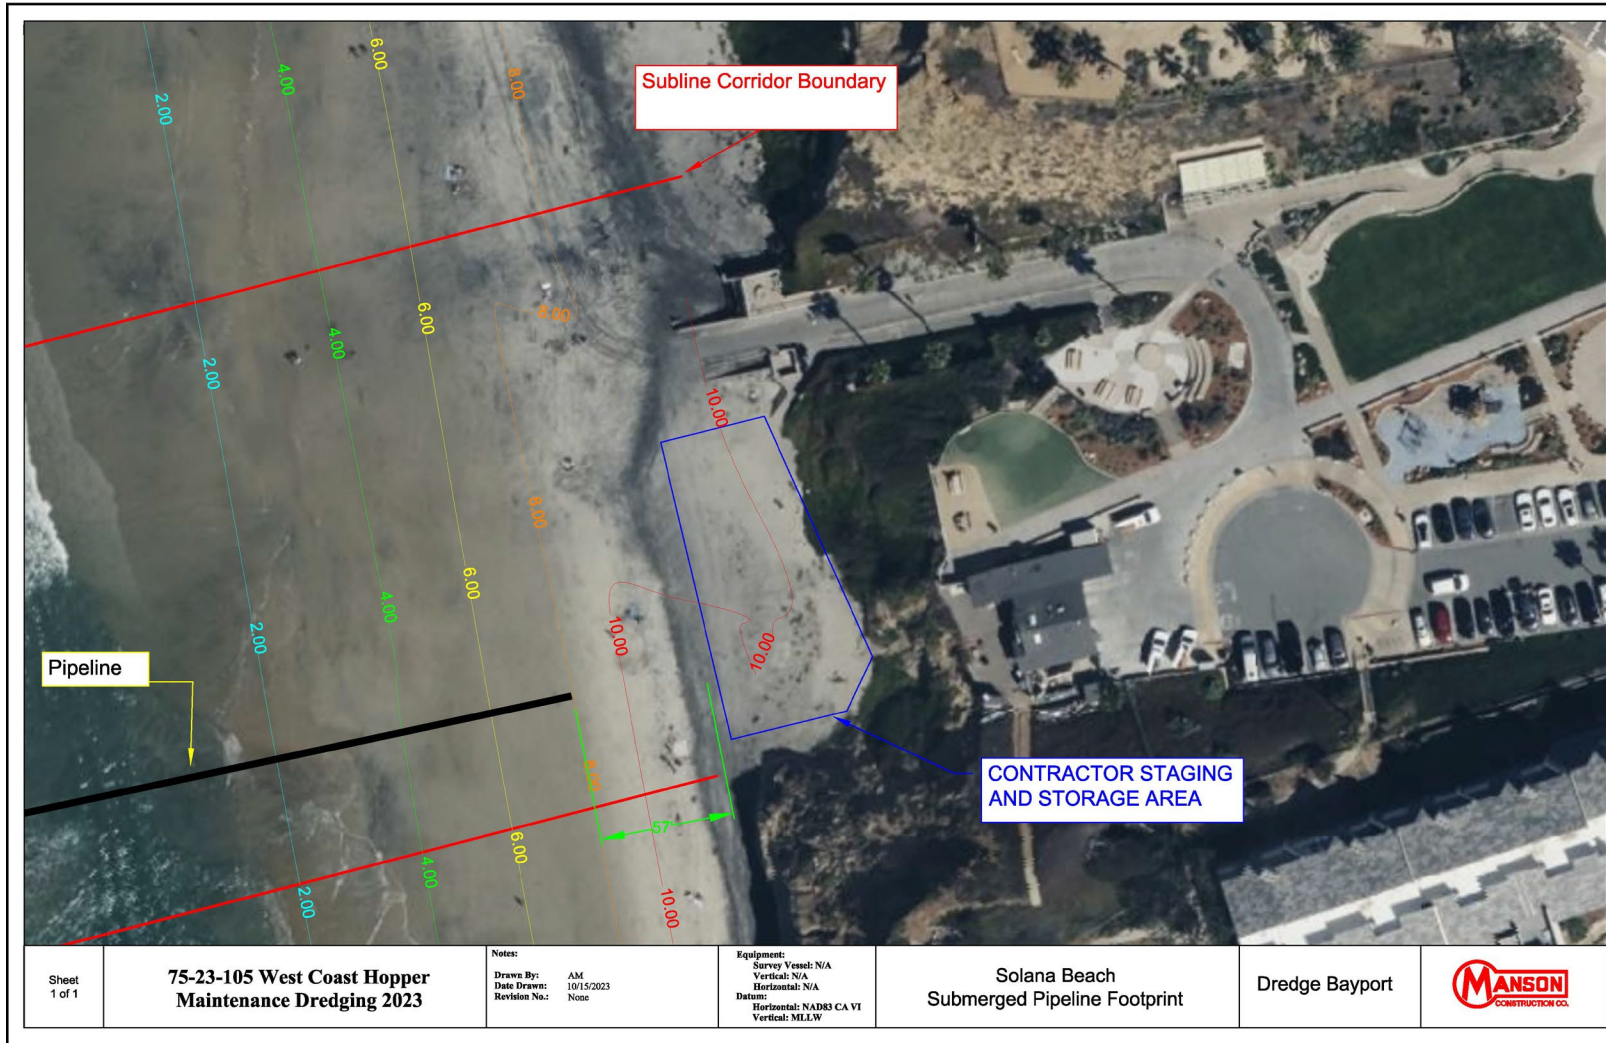 2.00
4.00
6.00
8.00
Subline Corridor Boundary
2.00
4.00
6.00
8.00
10.00
8.00
2.00
4.00
6.00
10.00
10.00
Pipeline
8.00
57
CONTRACTOR STAGING
AND STORAGE AREA
2.00
4.00
6.00
10.00
Sheet
1 of 1
75-23-105 West Coast Hopper
Maintenance Dredging 2023
Notes:
Drawn By: AM
Date Drawn: 10/15/2023
Revision No.: None
Equipment:
Survey Vessel: N/A
Vertical: N/A
Horizontal: N/A
Datum:
Horizontal: NAD83 CA VI
Vertical: MLLW
Solana Beach
Submerged Pipeline Footprint
Dredge Bayport
MANSON
CONSTRUCTION CO.